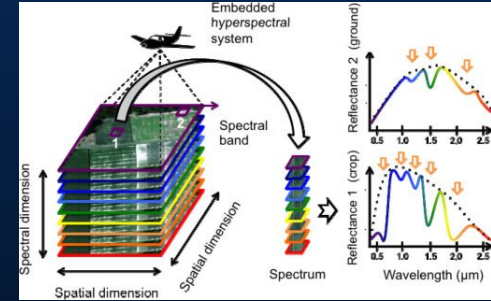 Embedded
hyperspectral
system
1
2
Spectral
band
Spectral dimension
Spatial dimension
Spatial dimension
Spectrum
Reflectance 2 (ground)
0.5 1.0 1.5 2.0 2.5
Reflectance 1 (crop)
0.5 1.0 1.5 2.0 2.5
Wavelength (µm)